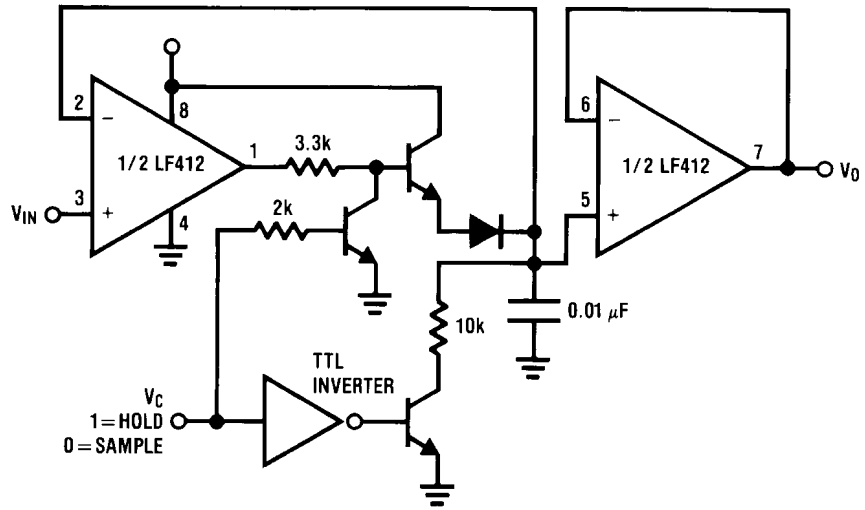 2
8
3.3k
1
1/2 LF412
VIN
3
4
2k
6
1/2 LF412
7
VO
5
10k
0.01 µF
TTL
INVERTER
VC
1=HOLD
0=SAMPLE
−
+
−
+